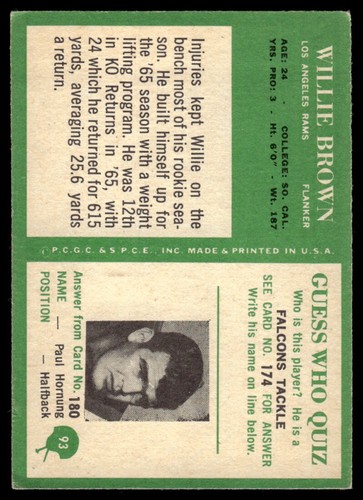 WILLIE BROWN
LOS ANGELES RAMS FLANKER
AGE: 24 - COLLEGE: SO. CAL.
YRS. PRO: 3 - Ht. 6'0" - Wt. 187
Injuries kept Willie on the
bench most of his rookie sea-
son. He built himself up for
the '65 season with a weight
lifting program. He was 12th
in KO Returns in '65, with
24 which he returned for 615
yards, averaging 25.6 yards
a return.
P.C.G.C. & S.P.C.E., INC. MADE & PRINTED IN U.S.A.
GUESS WHO QUIZ
Who is this player? He is a
FALCONS TACKLE
SEE CARD NO. 174 FOR ANSWER
Write his name on line below.
Answer from Card No. 180
NAME — Paul Hornung
POSITION — Halfback
93